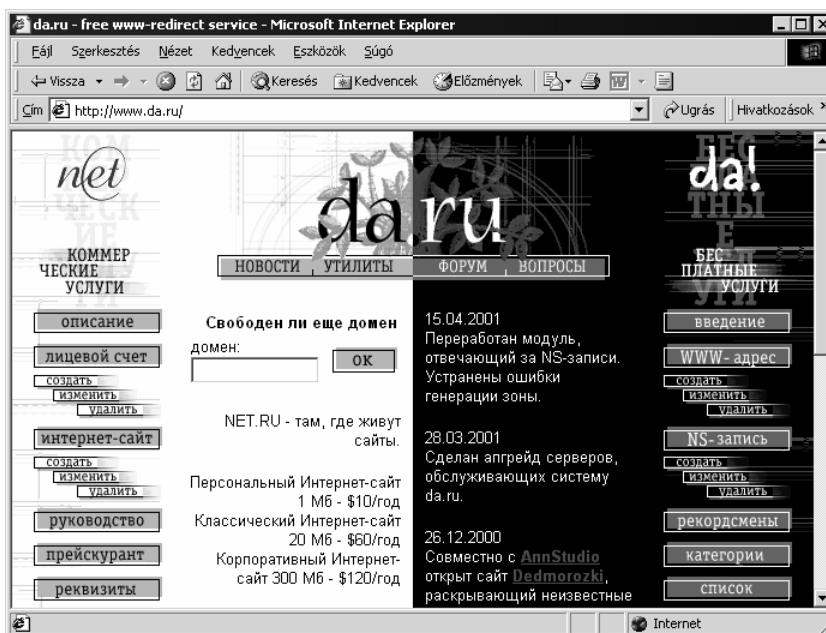 da.ru - free www-redirect service - Microsoft Internet Explorer
Fájl Szerkesztés Nézet Kedvencek Eszközök Súgó
Vissza Keresés Kedvencek Előzmények
Cím http://www.da.ru/ Ugrás Hivatkozások
net
КОММЕР
ЧЕСКИЕ
УСЛУГИ
описание
лицевой счет
создать
изменить
удалить
интернет-сайт
создать
изменить
удалить
руководство
прейскурант
реквизиты
da.ru
НОВОСТИ УТИЛИТЫ ФОРУМ ВОПРОСЫ
Свободен ли еще домен
домен:
OK
NET.RU - там, где живут
сайты.
Персональный Интернет-сайт
1 Мб - $10/год
Классический Интернет-сайт
20 Мб - $60/год
Корпоративный Интернет-
сайт 300 Мб - $120/год
15.04.2001
Переработан модуль,
отвечающий за NS-записи.
Устранены ошибки
генерации зоны.
28.03.2001
Сделан апгрейд серверов,
обслуживающих систему
da.ru.
26.12.2000
Совместно с AnnStudio
открыт сайт Dedmorozki,
раскрывающий неизвестные
da!
БЕС
ПЛАТНЫЕ
УСЛУГИ
введение
WWW-адрес
создать
изменить
удалить
NS-запись
создать
изменить
удалить
рекордсмены
категории
список
Internet